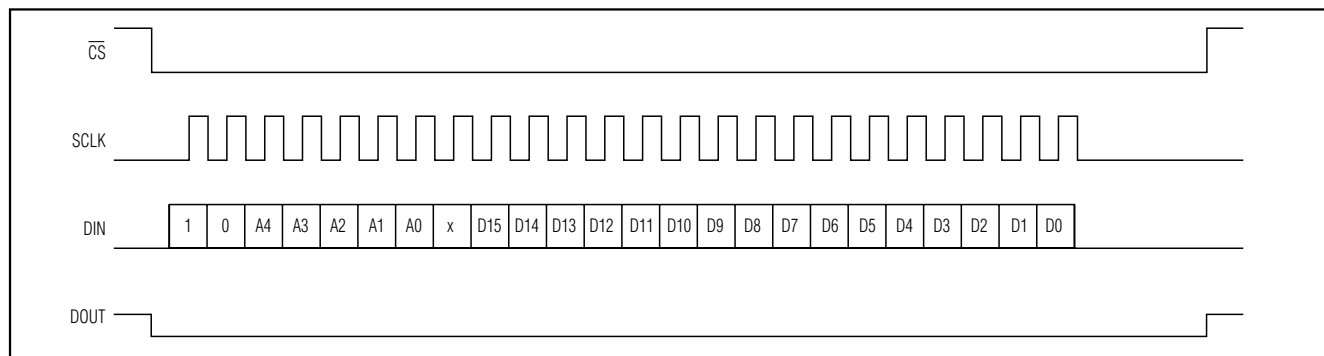 C̅S̅
SCLK
DIN 1 0 A4 A3 A2 A1 A0 x D15 D14 D13 D12 D11 D10 D9 D8 D7 D6 D5 D4 D3 D2 D1 D0
DOUT